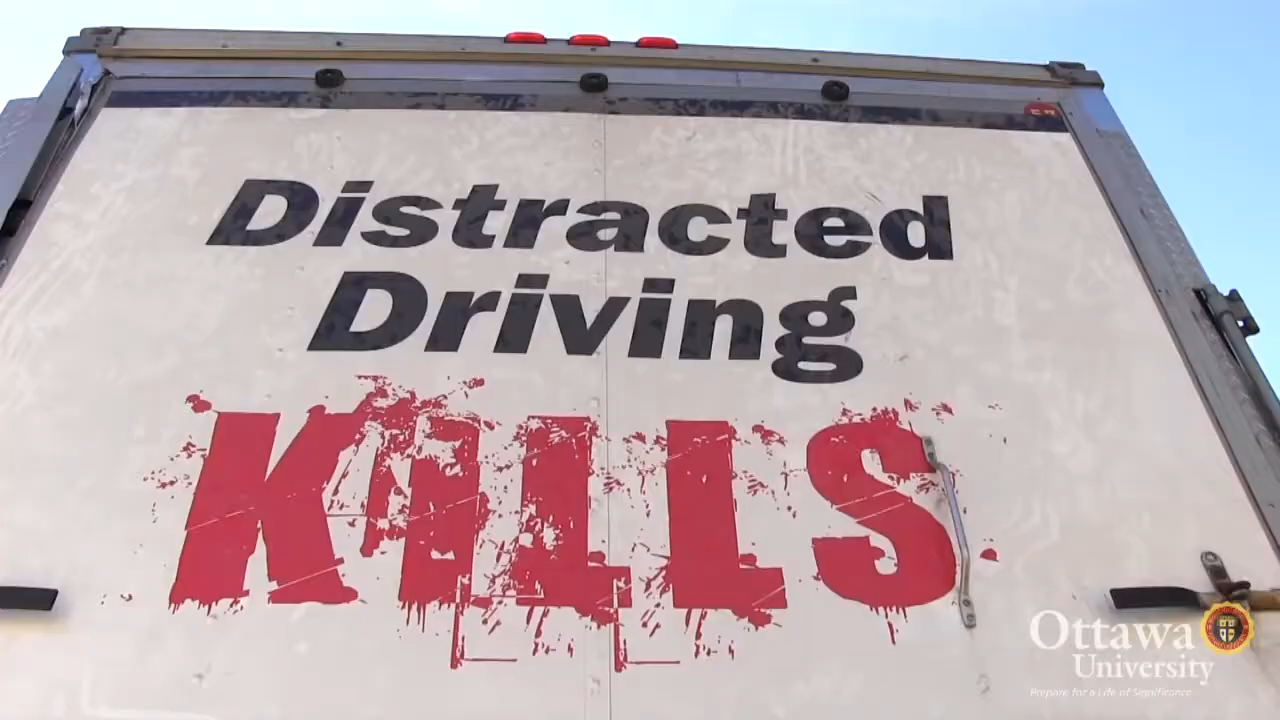 Distracted
Driving
KILLS
Ottawa
University
Prepare for a Life of Significance